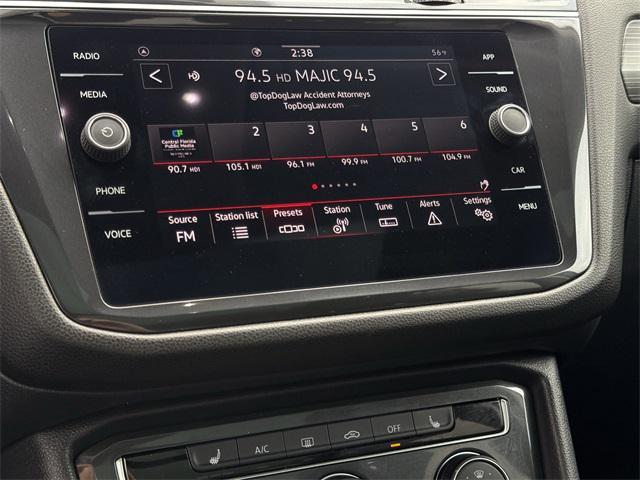 RADIO
MEDIA
PHONE
VOICE
2:38
56°F
94.5 HD MAJIC 94.5
@TopDogLaw Accident Attorneys
TopDogLaw.com
Central Florida
Public Media
2
3
4
5
6
90.7 HD1
105.1 HD1
96.1 FM
99.9 FM
100.7 FM
104.9 FM
Source
FM
Station list
Presets
Station
Tune
Alerts
Settings
APP
SOUND
CAR
MENU
A/C
OFF